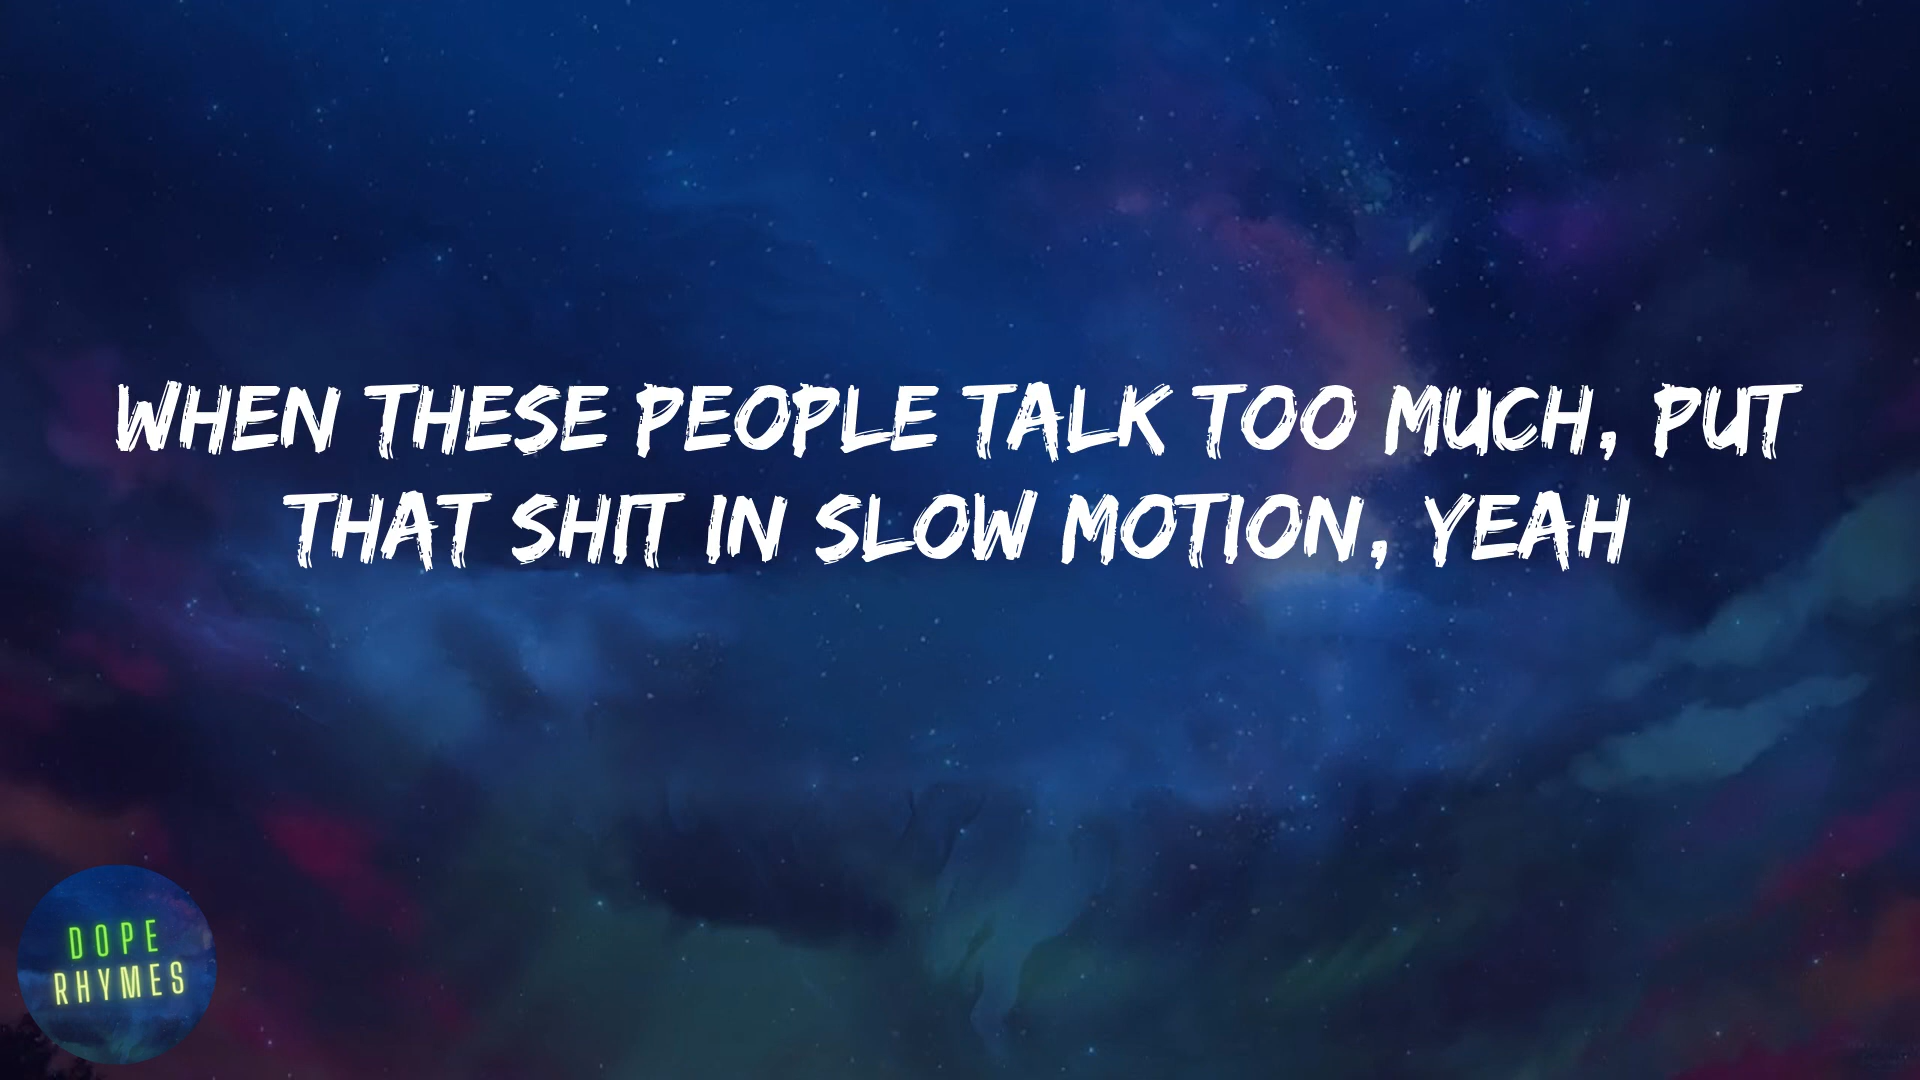 WHEN THESE PEOPLE TALK TOO MUCH, PUT
THAT SHIT IN SLOW MOTION, YEAH
DOPE
RHYMES